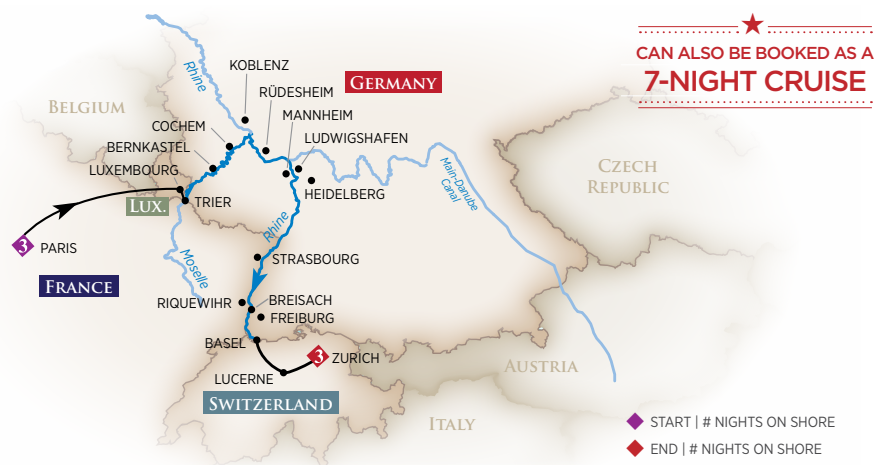 CAN ALSO BE BOOKED AS A
7-NIGHT CRUISE
KOBLENZ
Rhine
GERMANY
RÜDESHEIM
BELGIUM
MANNHEIM
COCHEM
LUDWIGSHAFEN
BERNKASTEL
LUXEMBOURG
Main-Danube
Canal
CZECH
REPUBLIC
HEIDELBERG
LUX.
TRIER
Rhine
3
PARIS
Moselle
STRASBOURG
FRANCE
RIQUEWIHR
BREISACH
FREIBURG
BASEL
3
ZURICH
AUSTRIA
LUCERNE
SWITZERLAND
ITALY
START | # NIGHTS ON SHORE
END | # NIGHTS ON SHORE